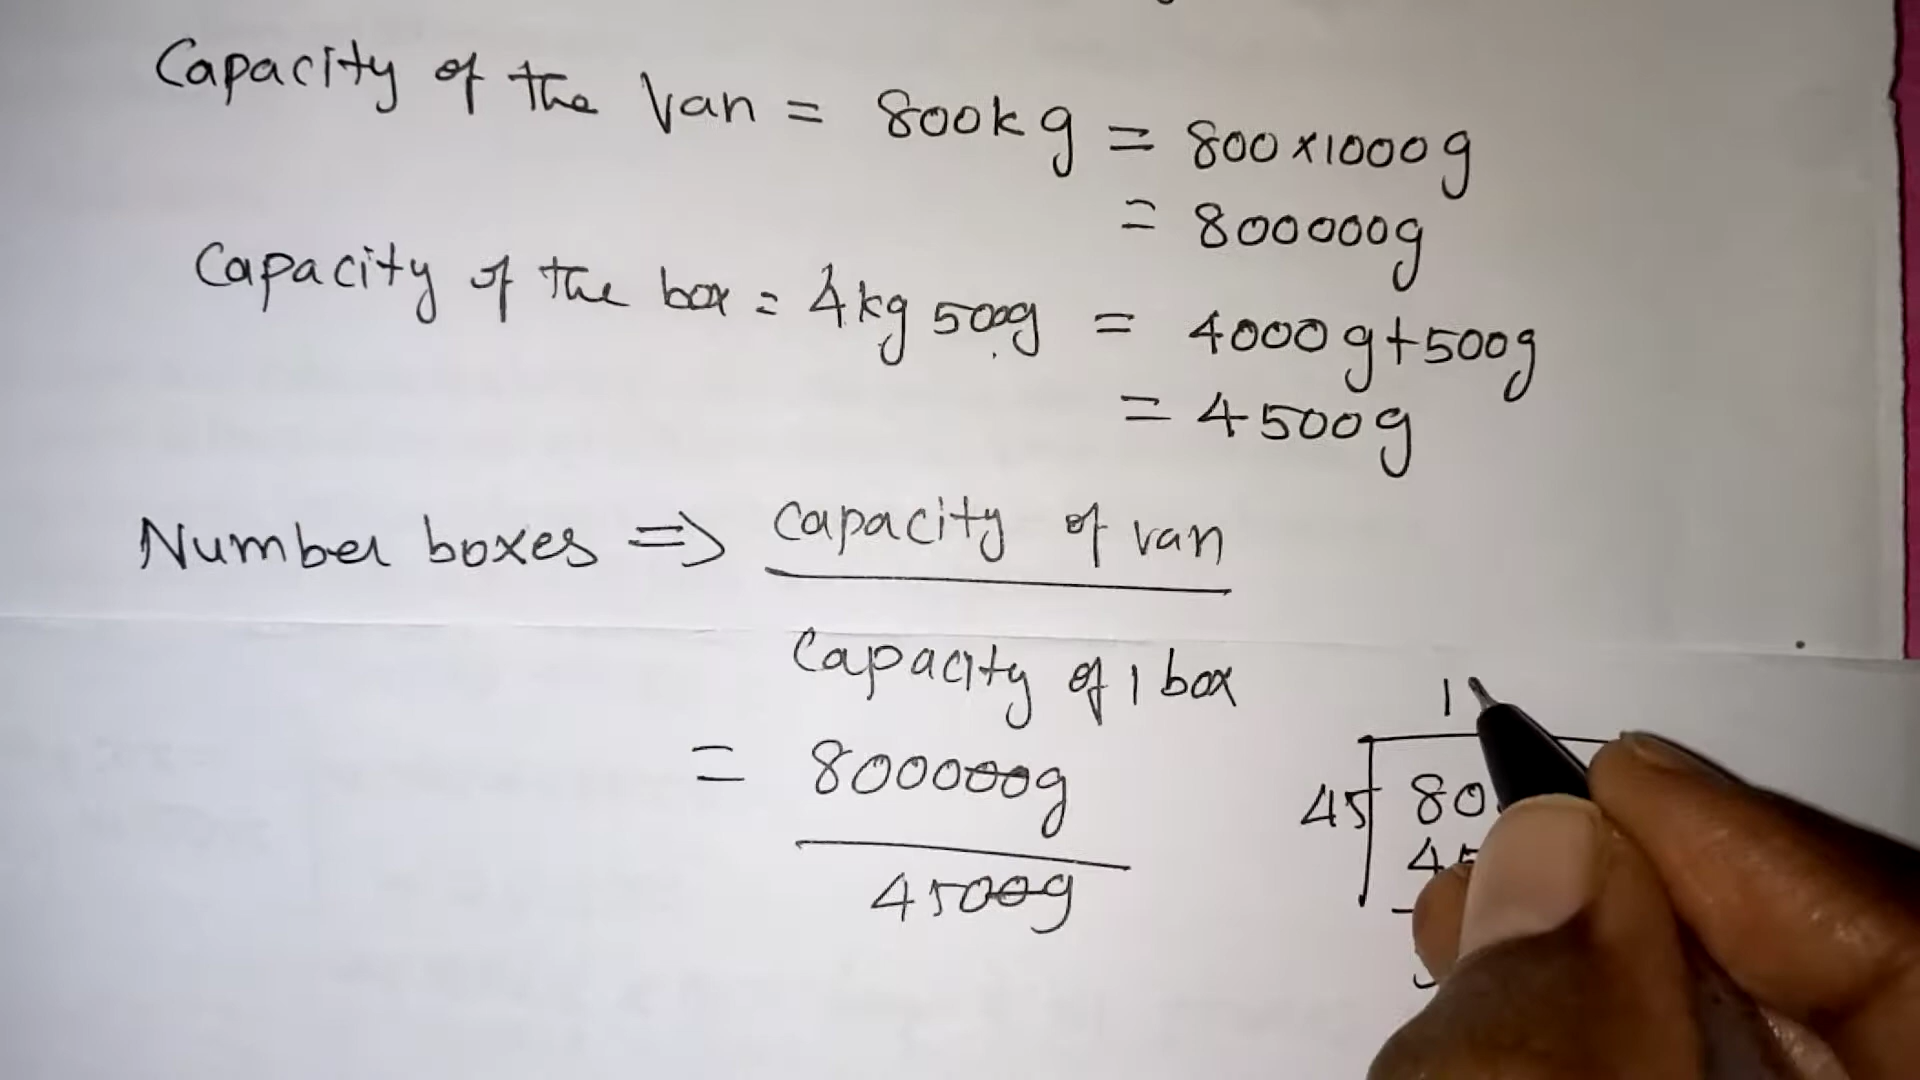 Capacity of the Van = 800kg = 800×1000g
= 800000g
Capacity of the box = 4kg 500g = 4000g+500g
= 4500g
Number boxes => capacity of van
Capacity of 1 box
= 800000g
4500g
1
45 80
45